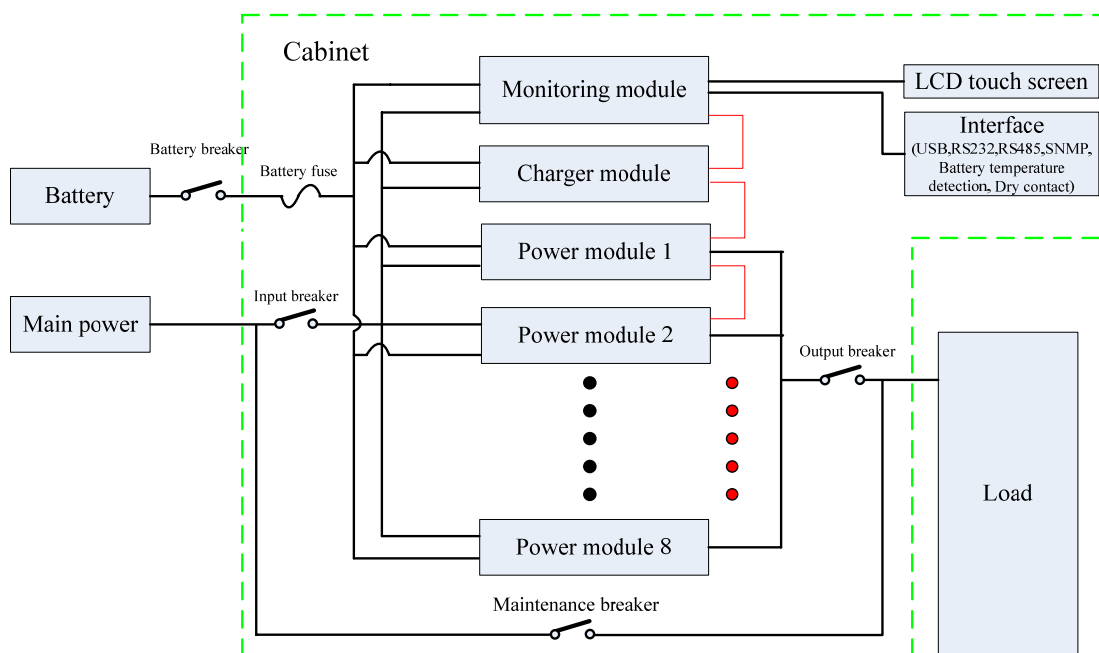 Cabinet
Monitoring module
LCD touch screen
Interface
(USB,RS232,RS485,SNMP,
Battery temperature
detection, Dry contact)
Battery breaker
Battery fuse
Charger module
Battery
Power module 1
Input breaker
Main power
Power module 2
Output breaker
Load
Power module 8
Maintenance breaker